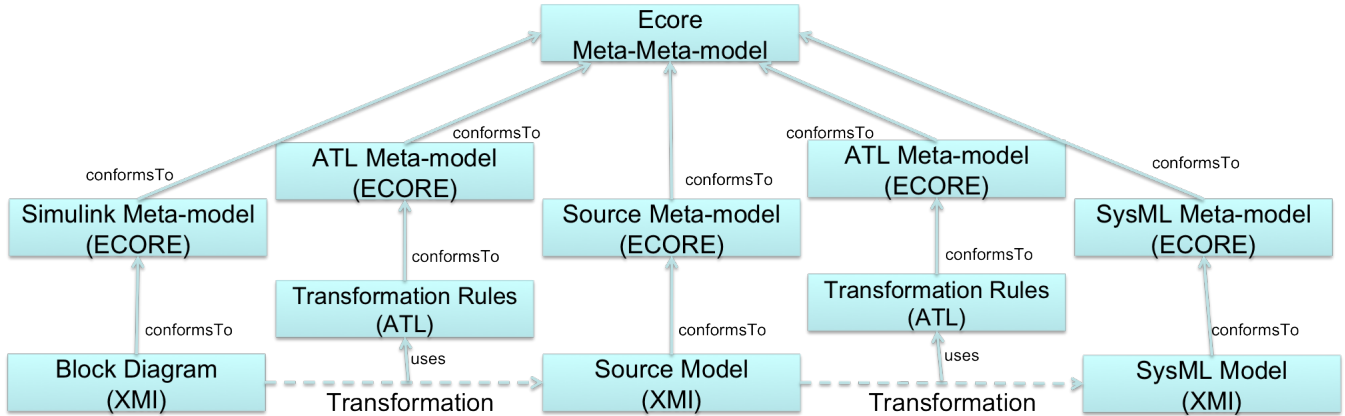 Ecore
Meta-Meta-model
conformsTo
conformsTo
ATL Meta-model
(ECORE)
ATL Meta-model
(ECORE)
conformsTo
conformsTo
conformsTo
Simulink Meta-model
(ECORE)
Source Meta-model
(ECORE)
SysML Meta-model
(ECORE)
conformsTo
conformsTo
Transformation Rules
(ATL)
Transformation Rules
(ATL)
conformsTo
conformsTo
conformsTo
uses
uses
Block Diagram
(XMI)
Source Model
(XMI)
SysML Model
(XMI)
Transformation
Transformation